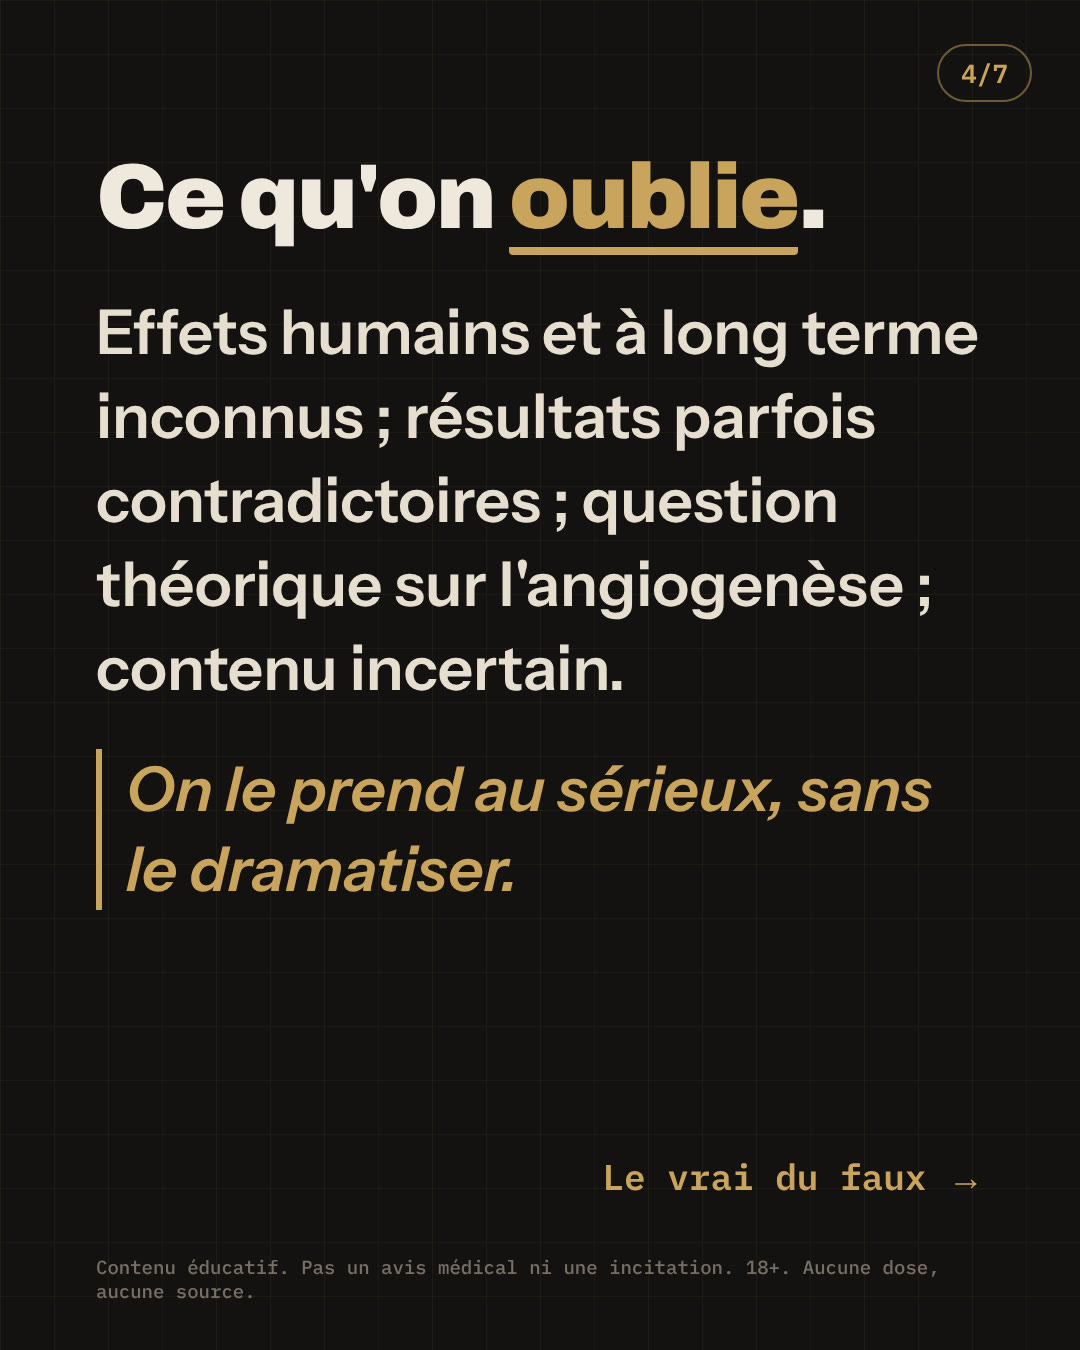 4/7
Ce qu'on oublie.
Effets humains et à long terme
inconnus ; résultats parfois
contradictoires ; question
théorique sur l'angiogenèse ;
contenu incertain.
On le prend au sérieux, sans
le dramatiser.
Le vrai du faux →
Contenu éducatif. Pas un avis médical ni une incitation. 18+. Aucune dose,
aucune source.